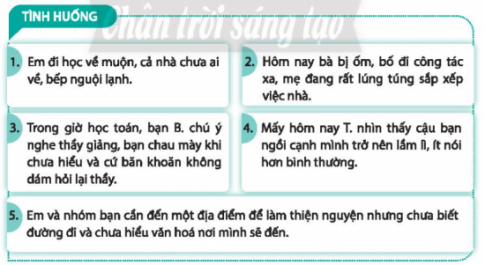 TÌNH HUỐNG
Chân trời sáng tạo
1. Em đi học về muộn, cả nhà chưa ai
về, bếp nguội lạnh.
2. Hôm nay bà bị ốm, bố đi công tác
xa, mẹ đang rất lúng túng sắp xếp
việc nhà.
3. Trong giờ học toán, bạn B. chú ý
nghe thầy giảng, bạn chau mày khi
chưa hiểu và cứ băn khoăn không
dám hỏi lại thầy.
4. Mấy hôm nay T. nhìn thấy cậu bạn
ngồi cạnh mình trở nên lầm lì, ít nói
hơn bình thường.
5. Em và nhóm bạn cần đến một địa điểm để làm thiện nguyện nhưng chưa biết
đường đi và chưa hiểu văn hoá nơi mình sẽ đến.